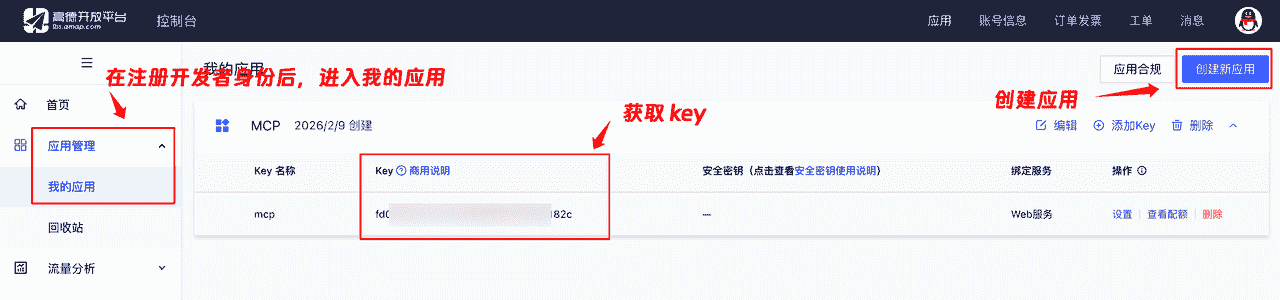 高德开放平台
lbs.amap.com
控制台
应用
账号信息
订单发票
工单
消息
在注册开发者身份后，进入我的应用
我的应用
应用合规
创建新应用
创建应用
首页
应用管理
我的应用
回收站
流量分析
获取 key
MCP 2026/2/9 创建
编辑
添加Key
删除
Key 名称
Key 商用说明
安全密钥（点击查看安全密钥使用说明）
绑定服务
操作
mcp
182c
---
Web服务
设置
查看配额
删除